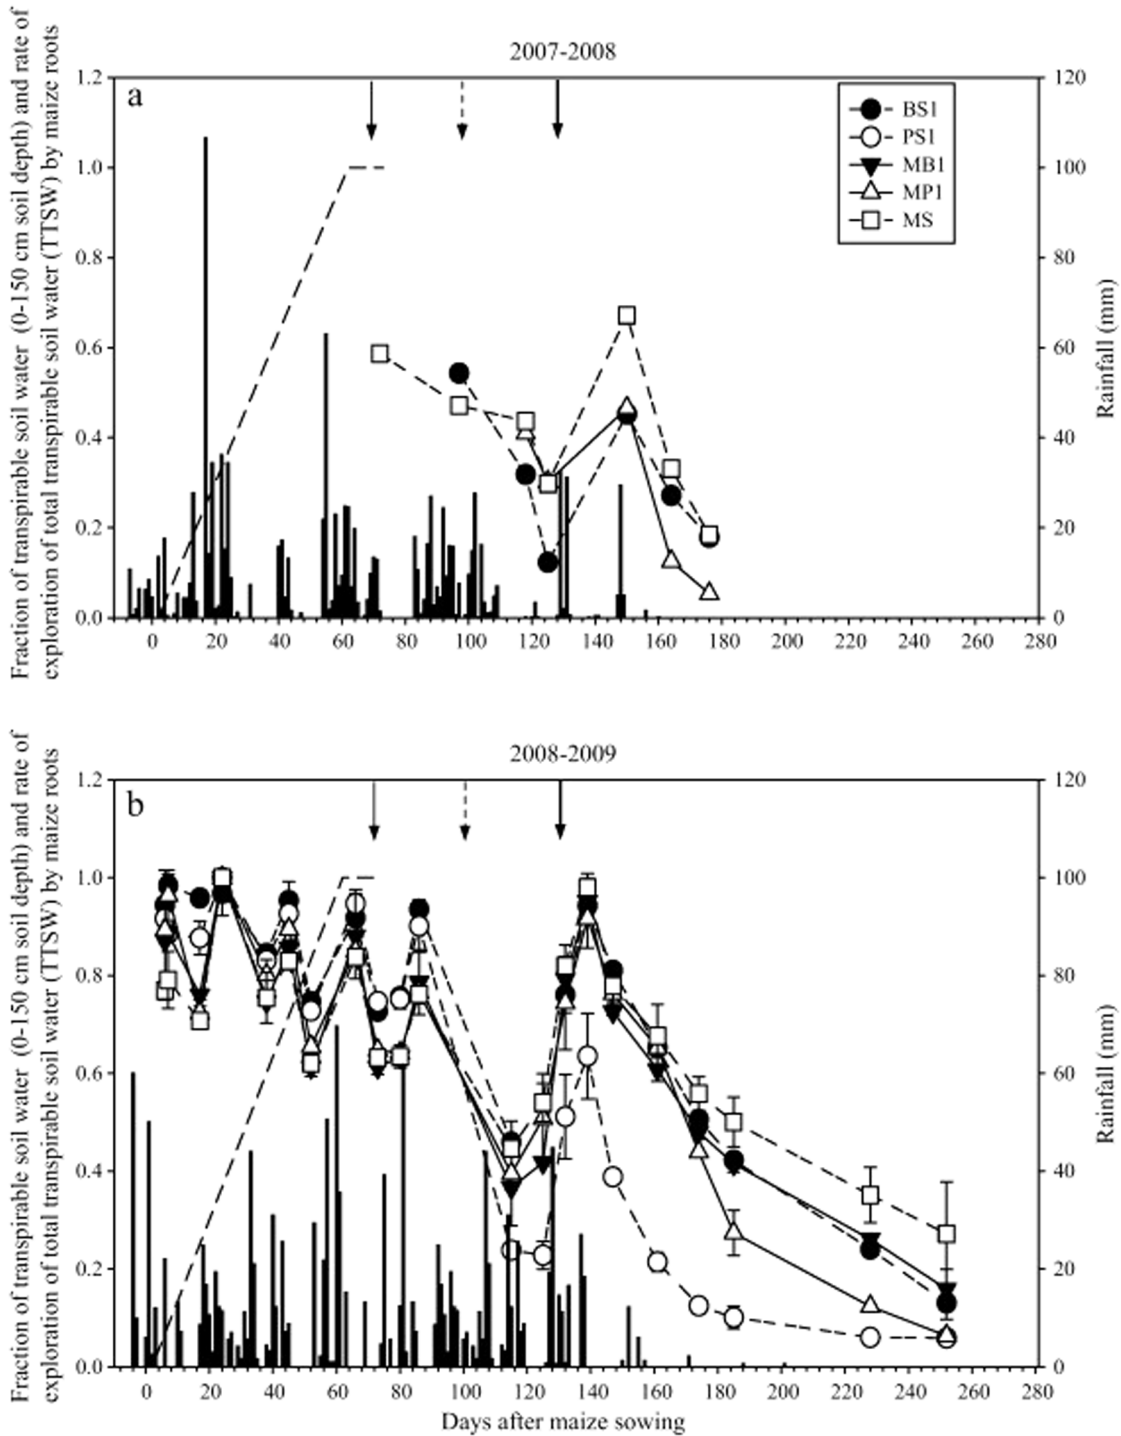 Fraction of transpirable soil water (0-150 cm soil depth) and rate of
exploration of total transpirable soil water (TTSW) by maize roots
2007-2008
a
1.2
1.0
0.8
0.6
0.4
0.2
0.0
BS1
PS1
MB1
MP1
MS
120
100
80
60
40
20
0
Rainfall (mm)
0 20 40 60 80 100 120 140 160 180 200 220 240 260 280
Fraction of transpirable soil water (0-150 cm soil depth) and rate of
exploration of total transpirable soil water (TTSW) by maize roots
2008-2009
b
1.2
1.0
0.8
0.6
0.4
0.2
0.0
120
100
80
60
40
20
0
Rainfall (mm)
0 20 40 60 80 100 120 140 160 180 200 220 240 260 280
Days after maize sowing